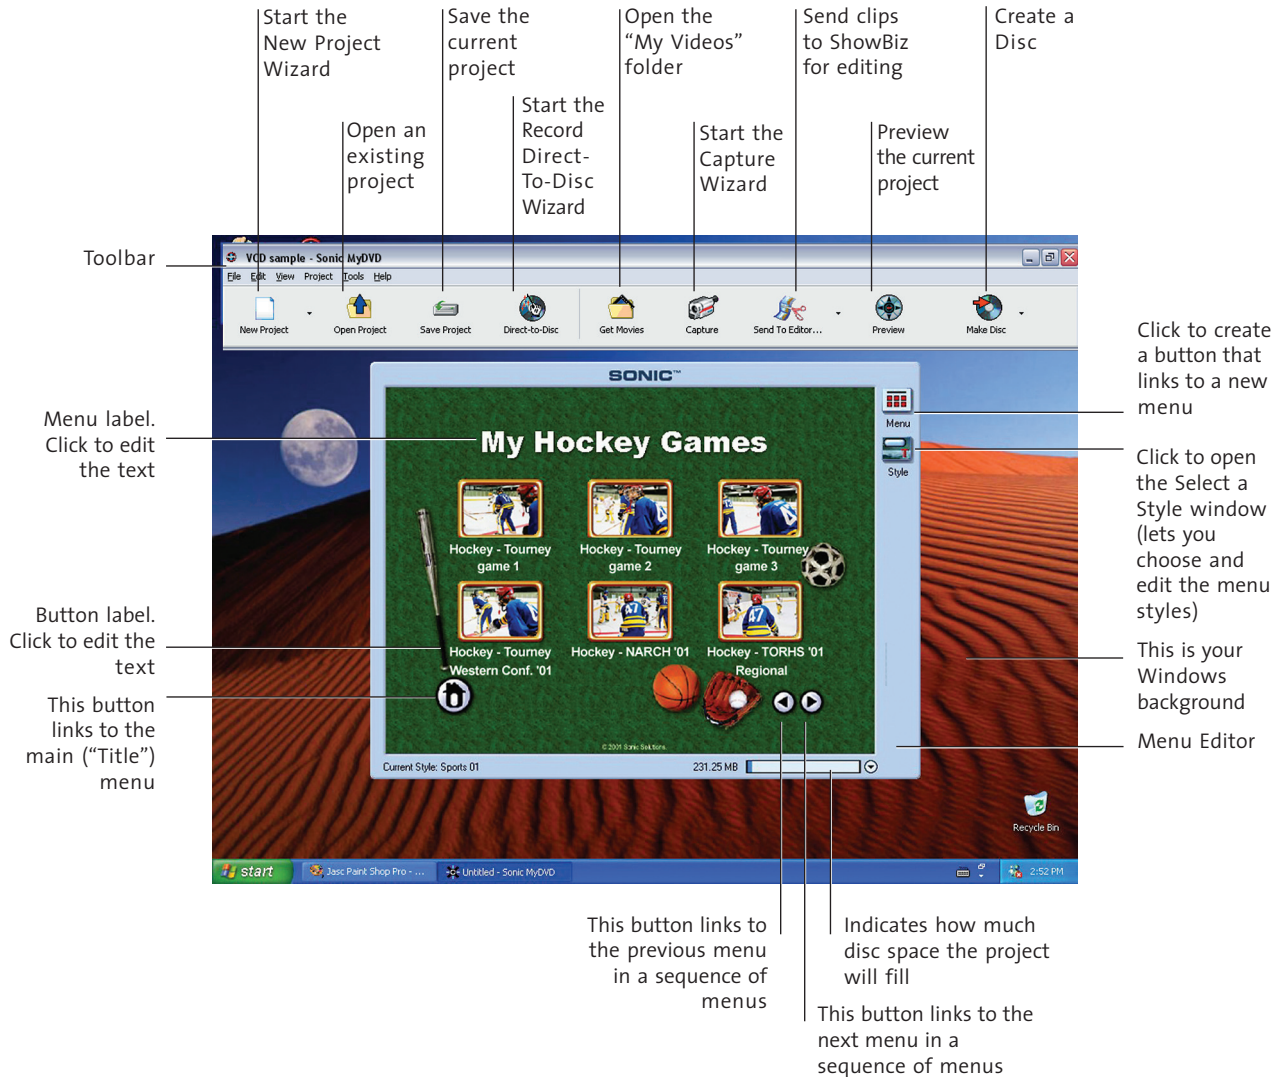 Start the
New Project
Wizard
Save the
current
project
Open the
“My Videos”
folder
Send clips
to ShowBiz
for editing
Create a
Disc
Open an
existing
project
Start the
Record
Direct-
To-Disc
Wizard
Start the
Capture
Wizard
Preview
the current
project
Toolbar
VCD sample - Sonic MyDVD
File Edit View Project Tools Help
New Project Open Project Save Project Direct-to-Disc Get Movies Capture Send To Editor... Preview Make Disc
SONIC™
Menu
Style
Click to create
a button that
links to a new
menu
Menu label.
Click to edit
the text
My Hockey Games
Click to open
the Select a
Style window
(lets you
choose and
edit the menu
styles)
Hockey - Tourney
game 1
Hockey - Tourney
game 2
Hockey - Tourney
game 3
Button label.
Click to edit the
text
Hockey - Tourney
Western Conf. '01
Hockey - NARCH '01
Hockey - TORHS '01
Regional
This is your
Windows
background
This button
links to the
main (“Title”)
menu
Menu Editor
© 2001 Sonic Solutions.
Current Style: Sports 01
231.25 MB
Recycle Bin
start
Jasc Paint Shop Pro - ...
Untitled - Sonic MyDVD
2:52 PM
This button links to
the previous menu
in a sequence of
menus
Indicates how much
disc space the project
will fill
This button links to the
next menu in a
sequence of menus